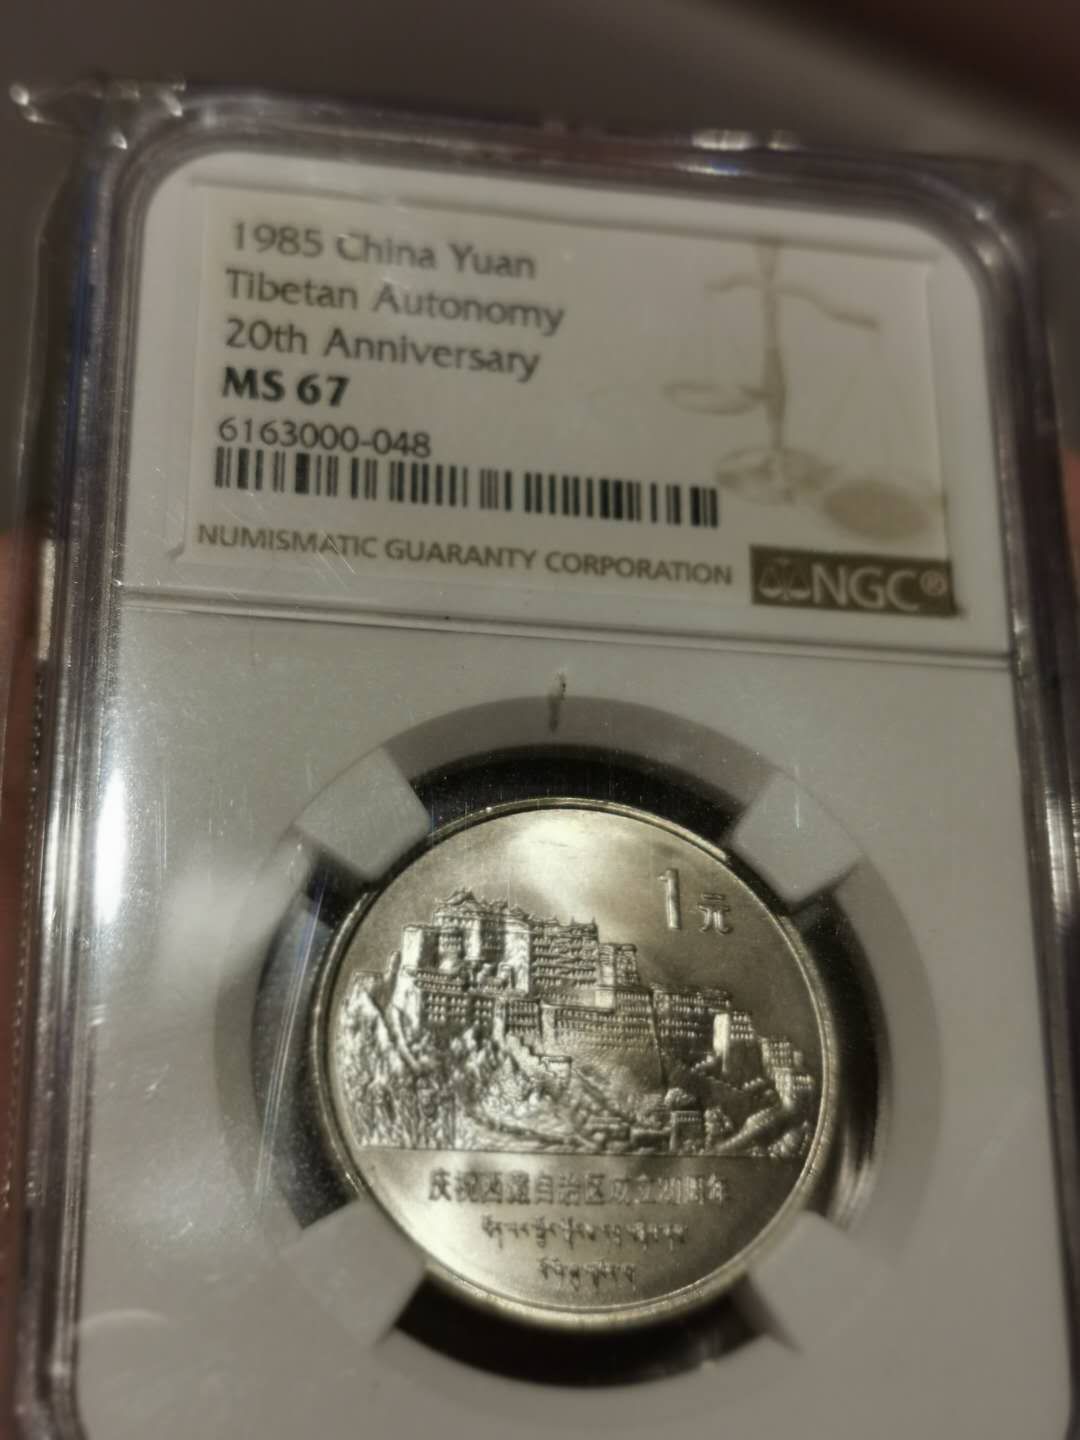 1985 China Yuan
Tibetan Autonomy
20th Anniversary
MS 67
6163000-048
NUMISMATIC GUARANTY CORPORATION
NGC®
1元
庆祝西藏自治区成立20周年